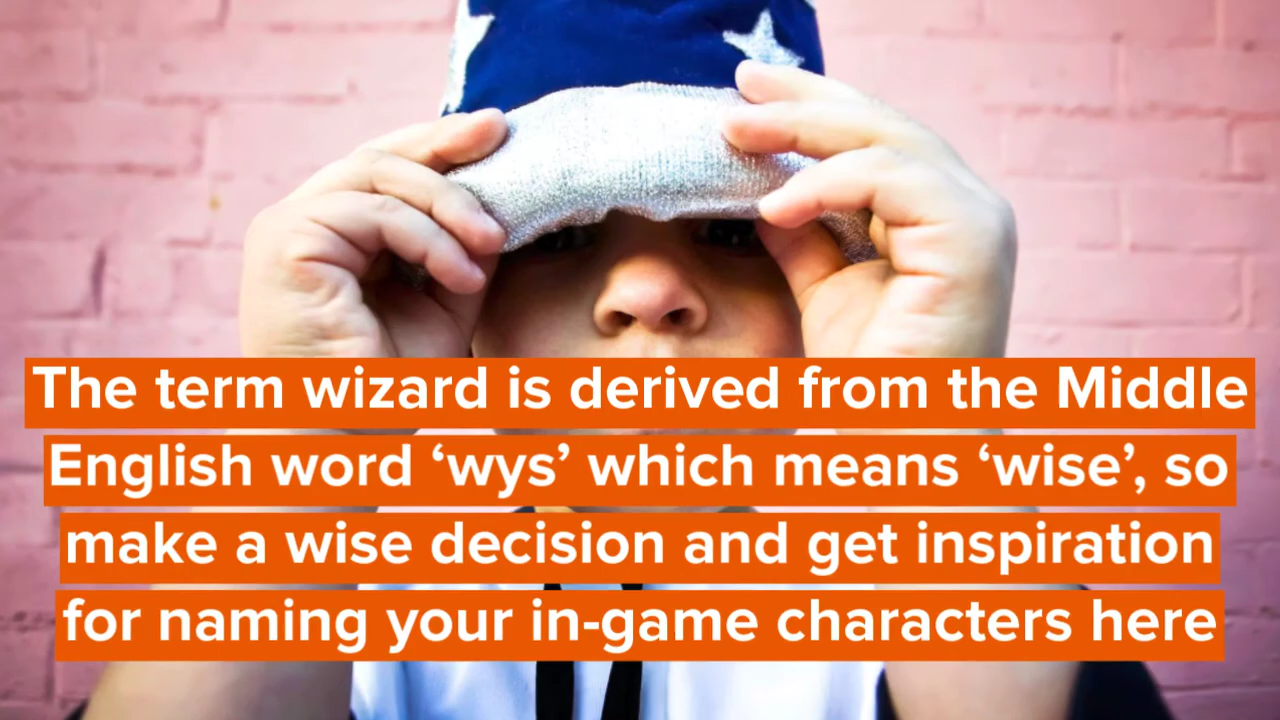 The term wizard is derived from the Middle
English word ‘wys’ which means ‘wise’, so
make a wise decision and get inspiration
for naming your in-game characters here